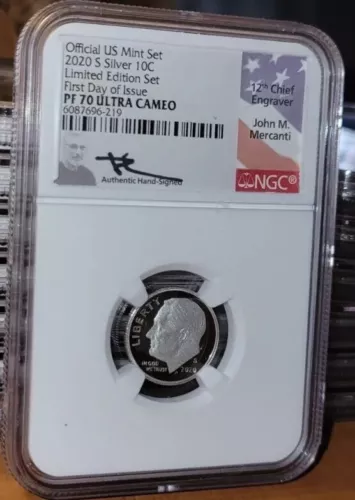 Official US Mint Set
2020 S Silver 10C
Limited Edition Set
First Day of Issue
PF 70 ULTRA CAMEO
6087696-219
12th Chief
Engraver
John M.
Mercanti
Authentic Hand-Signed
NGC®
LIBERTY
IN GOD
WE TRUST
S
2020